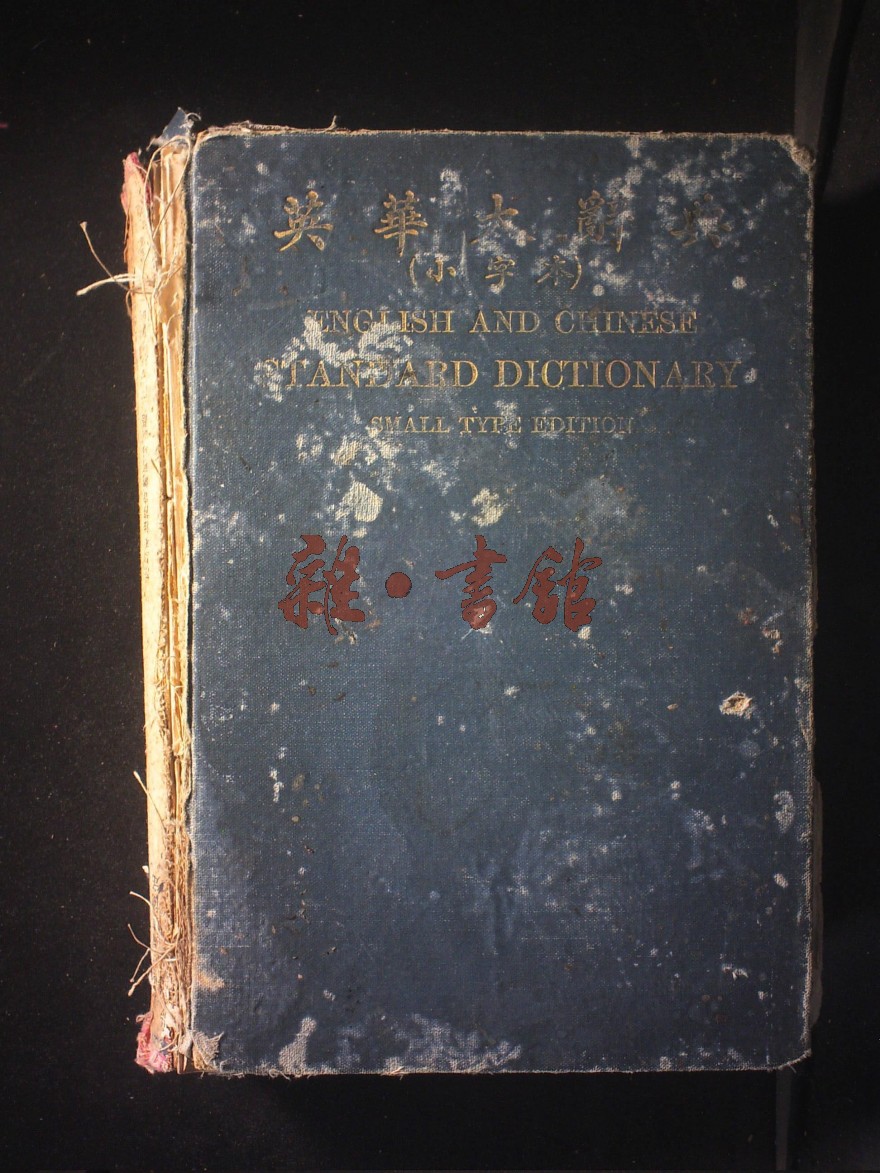 英華大辭典
(小字本)
ENGLISH AND CHINESE
STANDARD DICTIONARY
SMALL TYPE EDITION
雜·書館